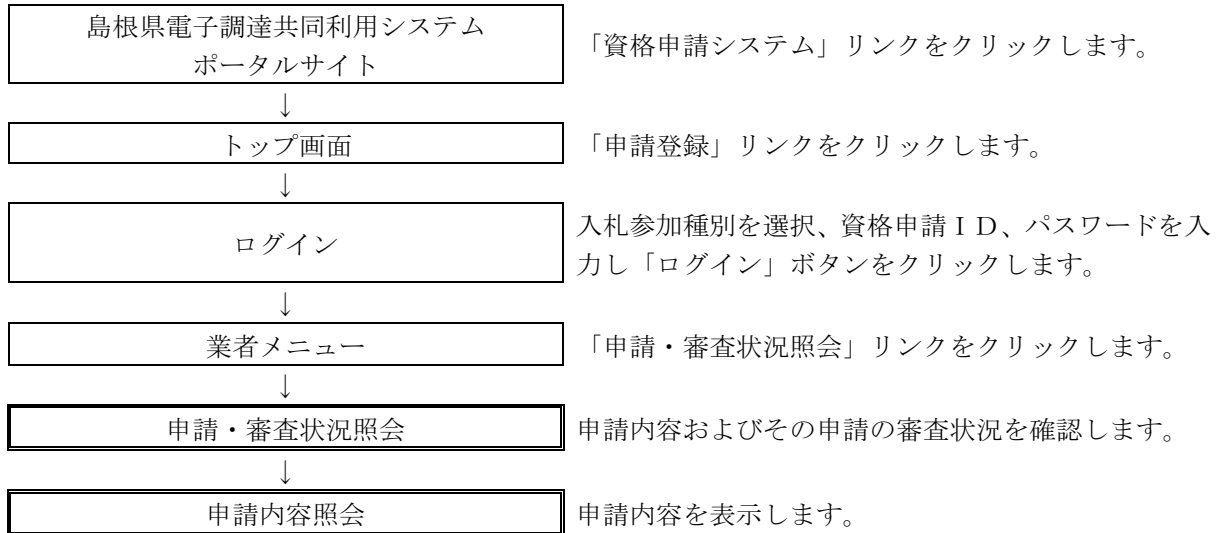 島根県電子調達共同利用システム
ポータルサイト
「資格申請システム」リンクをクリックします。
↓
トップ画面
「申請登録」リンクをクリックします。
↓
ログイン
入札参加種別を選択、資格申請ＩＤ、パスワードを入
力し「ログイン」ボタンをクリックします。
↓
業者メニュー
「申請・審査状況照会」リンクをクリックします。
↓
申請・審査状況照会
申請内容およびその申請の審査状況を確認します。
↓
申請内容照会
申請内容を表示します。